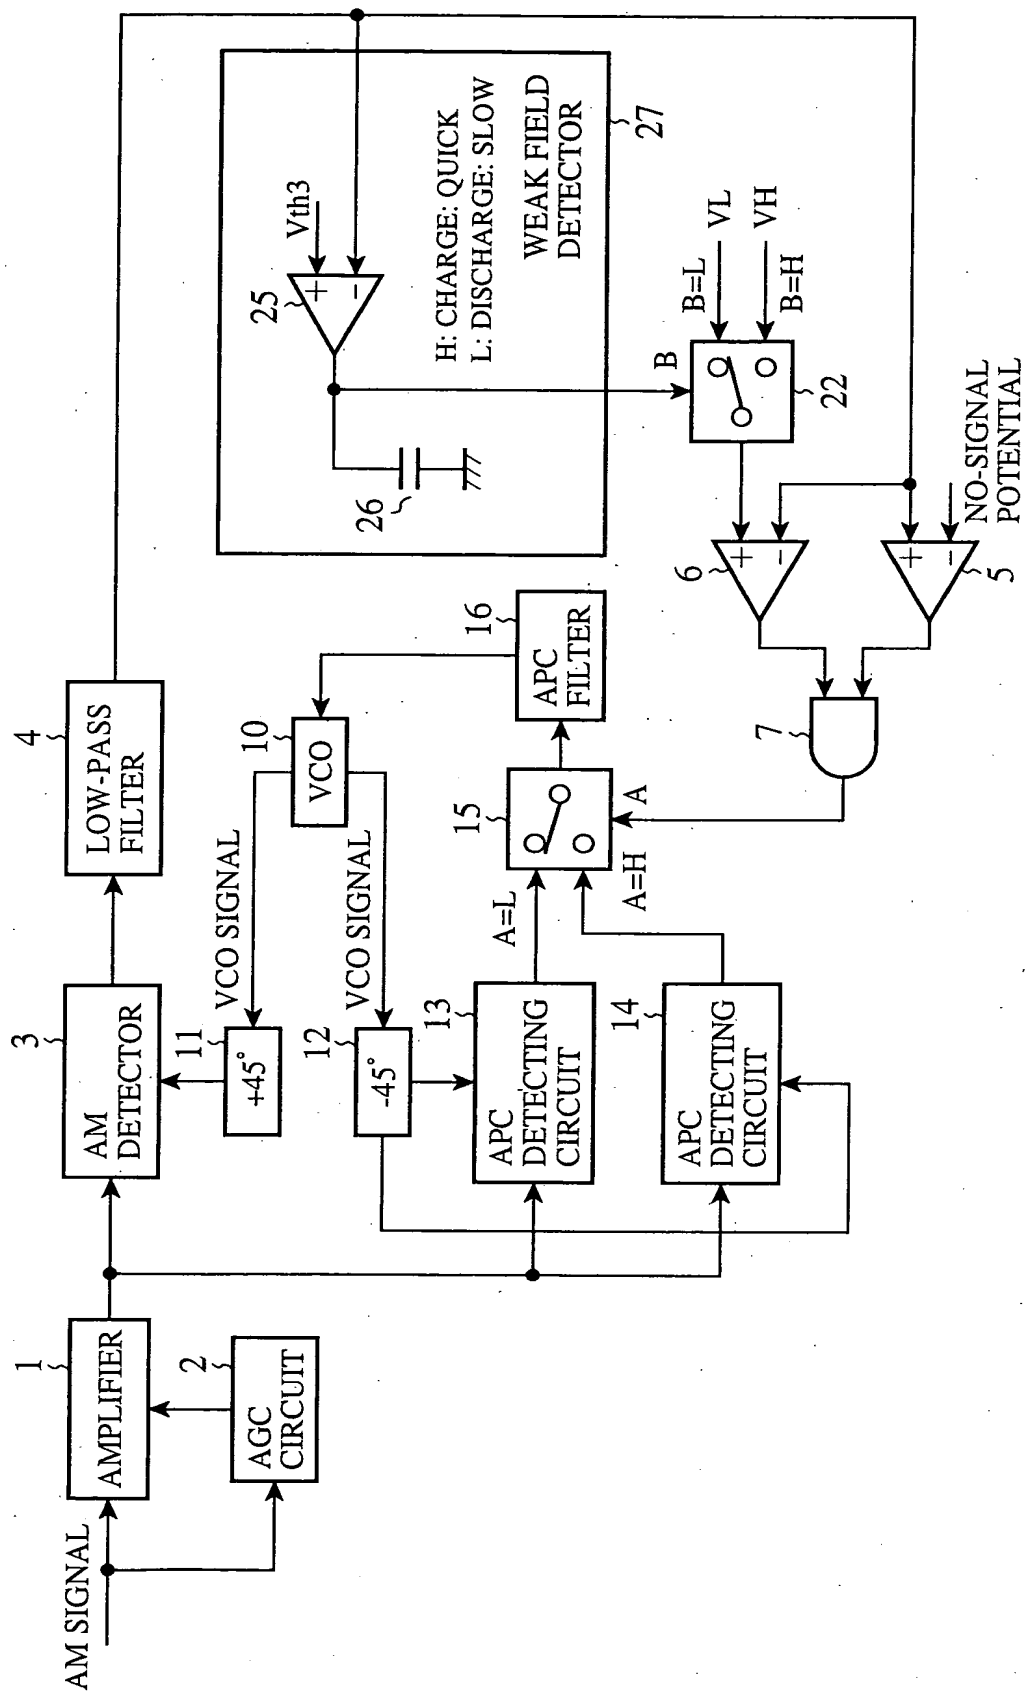 AM SIGNAL
1
AMPLIFIER
2
AGC
CIRCUIT
3
AM
DETECTOR
4
LOW-PASS
FILTER
11
+45°
VCO SIGNAL
10
VCO
12
-45°
VCO SIGNAL
13
APC
DETECTING
CIRCUIT
14
APC
DETECTING
CIRCUIT
A=L
A=H
15
A
16
APC
FILTER
7
6
+
-
5
+
-
NO-SIGNAL
POTENTIAL
22
B
B=L
VL
B=H
VH
25
+
-
Vth3
26
H: CHARGE: QUICK
L: DISCHARGE: SLOW
WEAK FIELD
DETECTOR
27